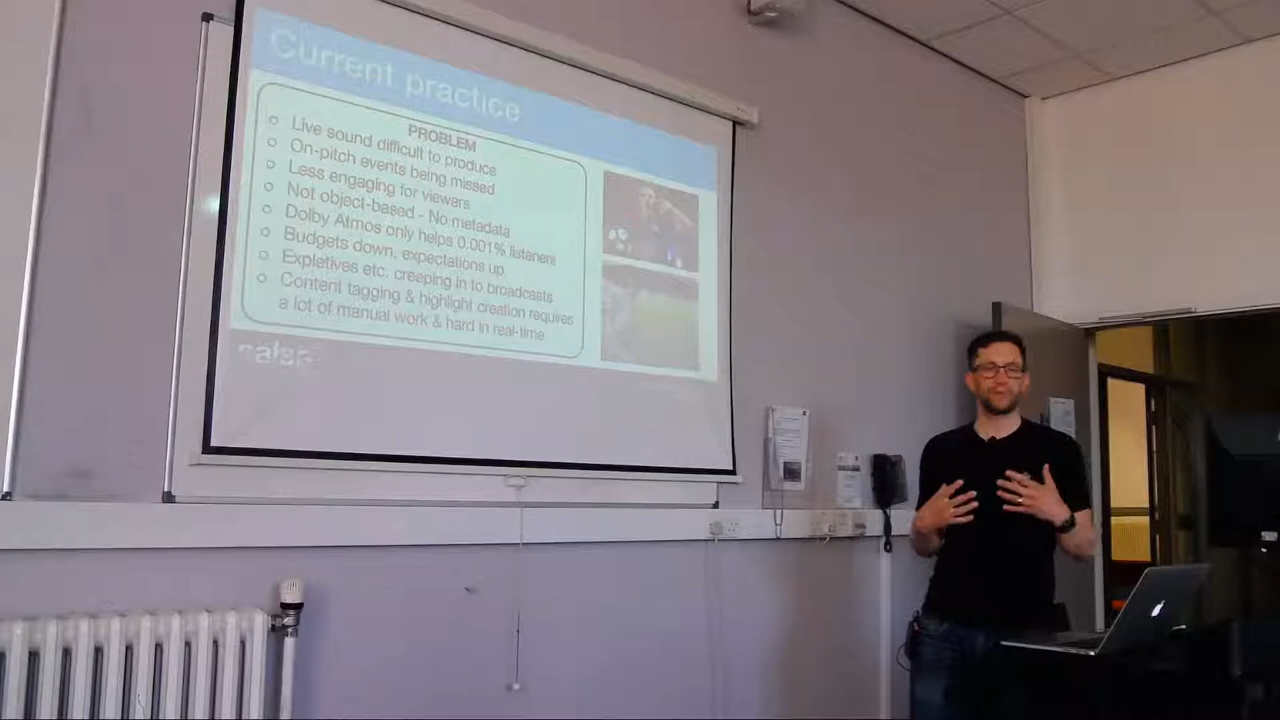 Current practice
PROBLEM
Live sound difficult to produce
On-pitch events being missed
Less engaging for viewers
Not object-based - No metadata
Dolby Atmos only helps 0.001% listeners
Budgets down, expectations up
Expletives etc. creeping in to broadcasts
Content tagging & highlight creation requires
a lot of manual work & hard in real-time
salsa